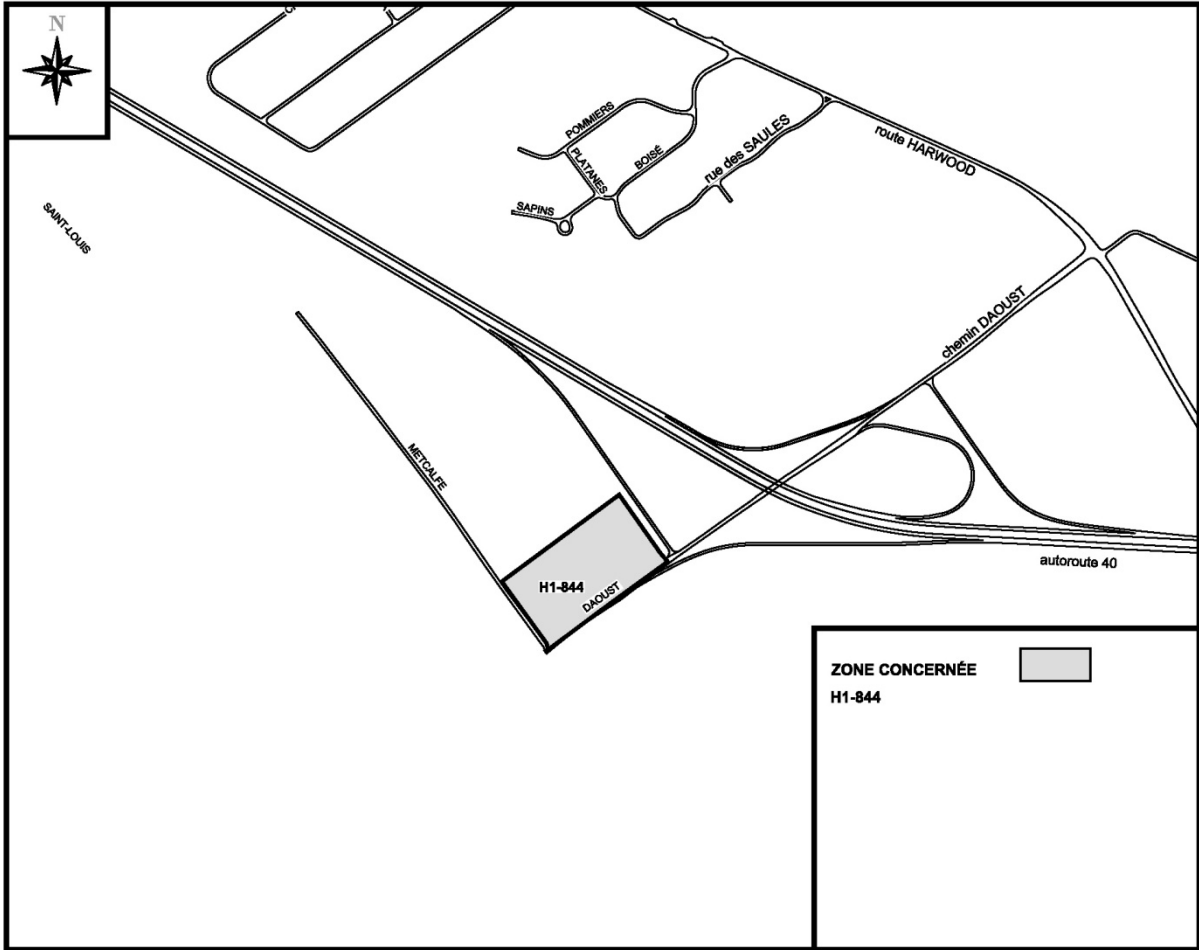 N
POMMIERS
PLATANES
BOISÉ
rue des SAULES
SAPINS
route HARWOOD
SAINT-LOUIS
chemin DAOUST
METCALFE
H1-844
DAOUST
autoroute 40
ZONE CONCERNÉE
H1-844